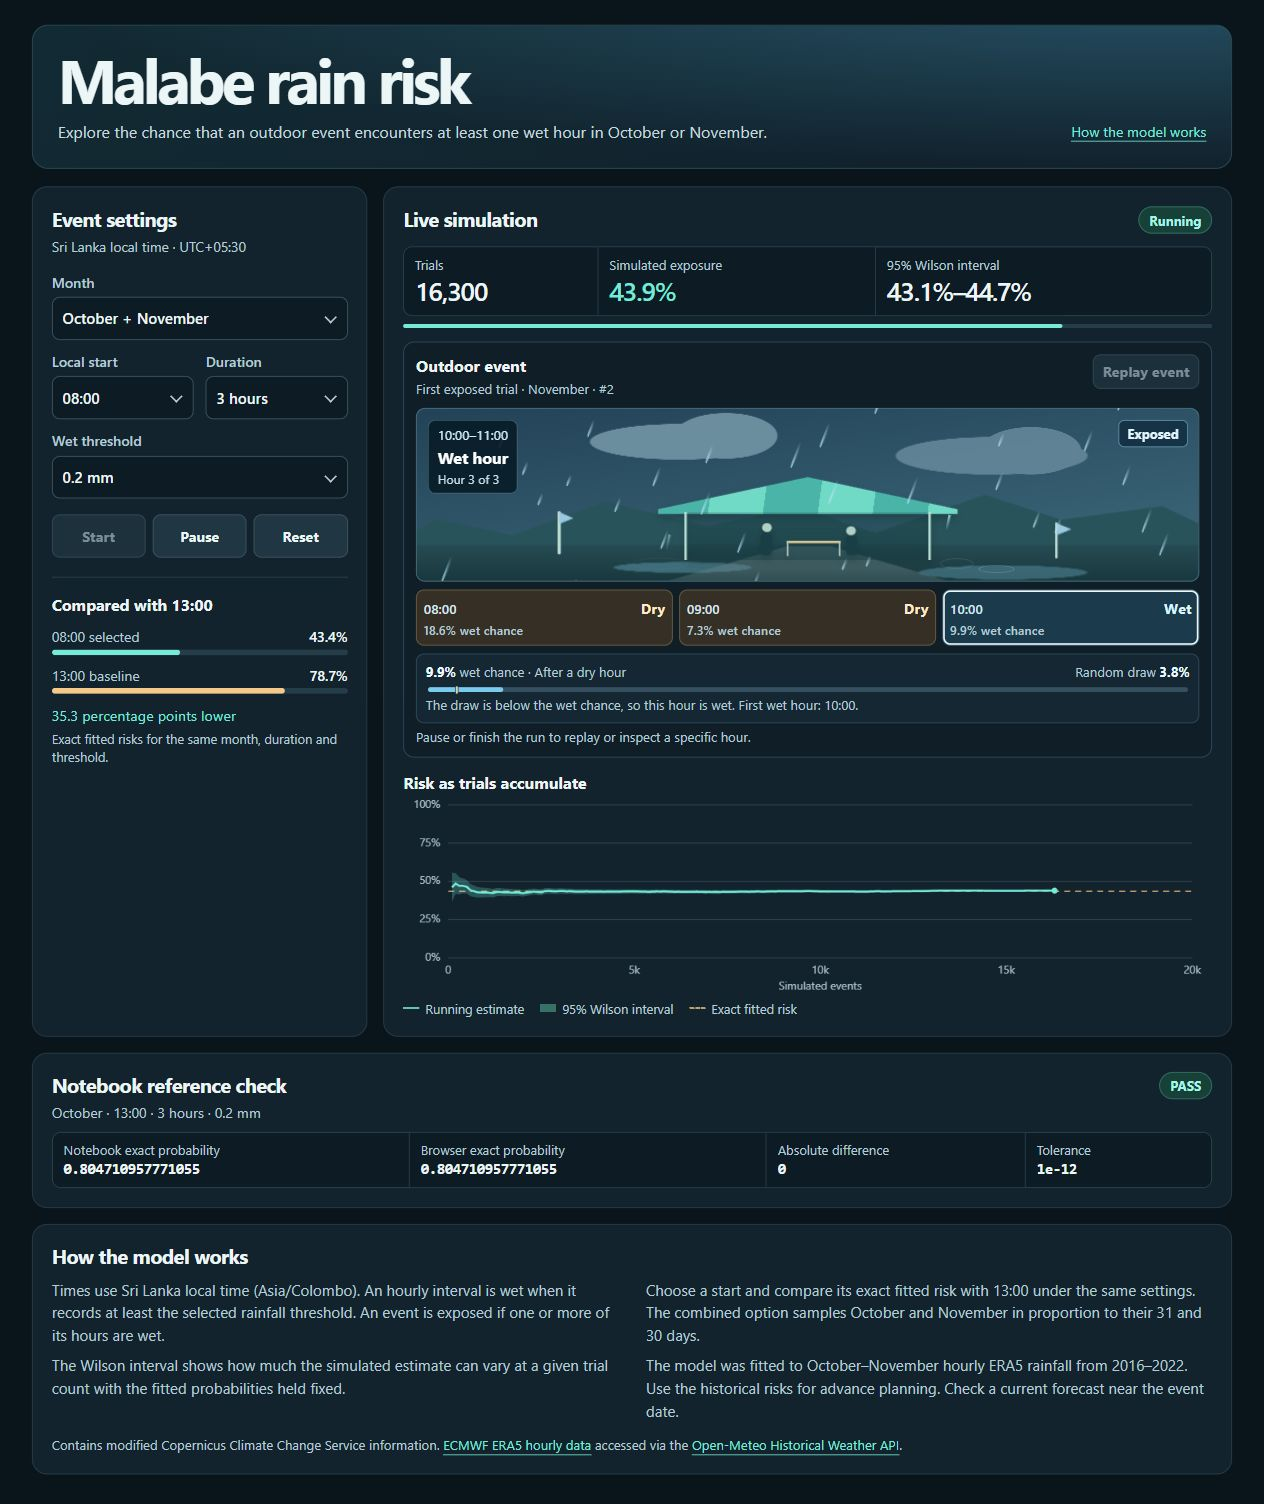 Malabe rain risk
Explore the chance that an outdoor event encounters at least one wet hour in October or November.
How the model works
Event settings
Sri Lanka local time · UTC+05:30
Month
October + November
Local start
Duration
08:00
3 hours
Wet threshold
0.2 mm
Start
Pause
Reset
Compared with 13:00
08:00 selected
43.4%
13:00 baseline
78.7%
35.3 percentage points lower
Exact fitted risks for the same month, duration and
threshold.
Live simulation
Running
Trials
Simulated exposure
95% Wilson interval
16,300
43.9%
43.1%–44.7%
Outdoor event
First exposed trial · November · #2
Replay event
10:00–11:00
Wet hour
Hour 3 of 3
Exposed
08:00
Dry
18.6% wet chance
09:00
Dry
7.3% wet chance
10:00
Wet
9.9% wet chance
9.9% wet chance · After a dry hour
Random draw 3.8%
The draw is below the wet chance, so this hour is wet. First wet hour: 10:00.
Pause or finish the run to replay or inspect a specific hour.
Risk as trials accumulate
100%
75%
50%
25%
0%
0
5k
10k
15k
20k
Simulated events
Running estimate
95% Wilson interval
Exact fitted risk
Notebook reference check
PASS
October · 13:00 · 3 hours · 0.2 mm
Notebook exact probability
0.804710957771055
Browser exact probability
0.804710957771055
Absolute difference
0
Tolerance
1e-12
How the model works
Times use Sri Lanka local time (Asia/Colombo). An hourly interval is wet when it
records at least the selected rainfall threshold. An event is exposed if one or more of
its hours are wet.
The Wilson interval shows how much the simulated estimate can vary at a given trial
count with the fitted probabilities held fixed.
Choose a start and compare its exact fitted risk with 13:00 under the same settings.
The combined option samples October and November in proportion to their 31 and
30 days.
The model was fitted to October–November hourly ERA5 rainfall from 2016–2022.
Use the historical risks for advance planning. Check a current forecast near the event
date.
Contains modified Copernicus Climate Change Service information. ECMWF ERA5 hourly data accessed via the Open-Meteo Historical Weather API.